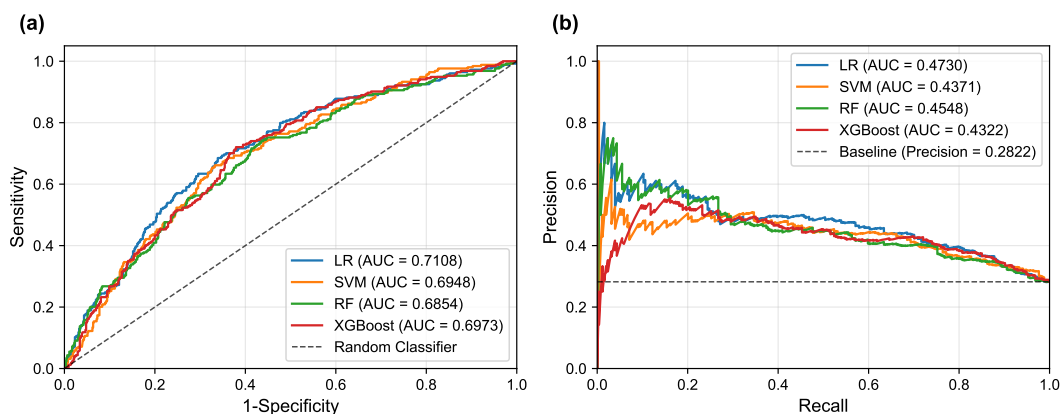 (a)
1.0
0.8
0.6
0.4
0.2
0.0
Sensitivity
0.0 0.2 0.4 0.6 0.8 1.0
1-Specificity
LR (AUC = 0.7108)
SVM (AUC = 0.6948)
RF (AUC = 0.6854)
XGBoost (AUC = 0.6973)
Random Classifier
(b)
1.0
0.8
0.6
0.4
0.2
0.0
Precision
0.0 0.2 0.4 0.6 0.8 1.0
Recall
LR (AUC = 0.4730)
SVM (AUC = 0.4371)
RF (AUC = 0.4548)
XGBoost (AUC = 0.4322)
Baseline (Precision = 0.2822)